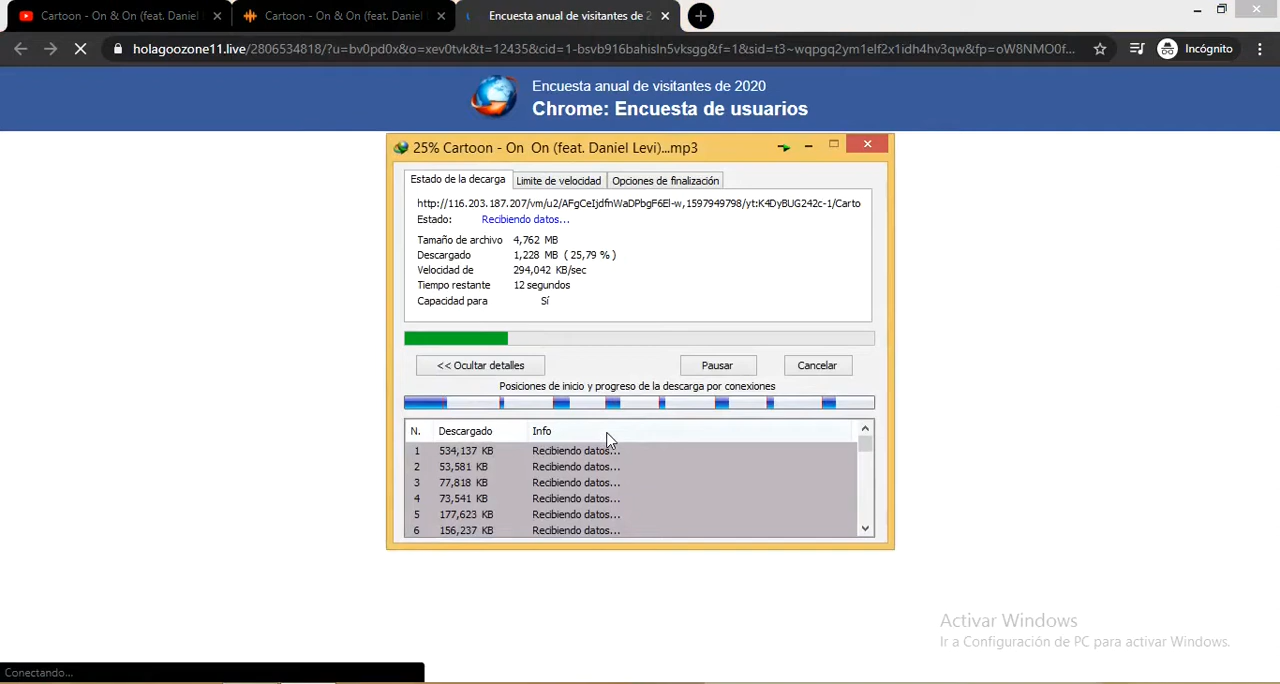 Cartoon - On & On (feat. Daniel
Cartoon - On & On (feat. Daniel
Encuesta anual de visitantes de 2
holagoozone11.live/2806534818/?u=bv0pd0x&o=xev0tvk&t=12435&cid=1-bsvb916bahisln5vksgg&f=1&sid=t3~wqpgq2ym1elf2x1idh4hv3qw&fp=oW8NMO0f...
Incógnito
Encuesta anual de visitantes de 2020
Chrome: Encuesta de usuarios
25% Cartoon - On  On (feat. Daniel Levi)...mp3
Estado de la decarga
Limite de velocidad
Opciones de finalización
http://116.203.187.207/vm/u2/AFgCeIjdfnWaDPbgF6El-w,1597949798/yt:K4DyBUG242c-1/Carto
Estado: Recibiendo datos...
Tamaño de archivo 4,762 MB
Descargado 1,228 MB ( 25,79 % )
Velocidad de 294,042 KB/sec
Tiempo restante 12 segundos
Capacidad para Sí
<< Ocultar detalles
Pausar
Cancelar
Posiciones de inicio y progreso de la descarga por conexiones
N. Descargado Info
1 534,137 KB Recibiendo datos...
2 53,581 KB Recibiendo datos...
3 77,818 KB Recibiendo datos...
4 73,541 KB Recibiendo datos...
5 177,623 KB Recibiendo datos...
6 156,237 KB Recibiendo datos...
Activar Windows
Ir a Configuración de PC para activar Windows.
Conectando...